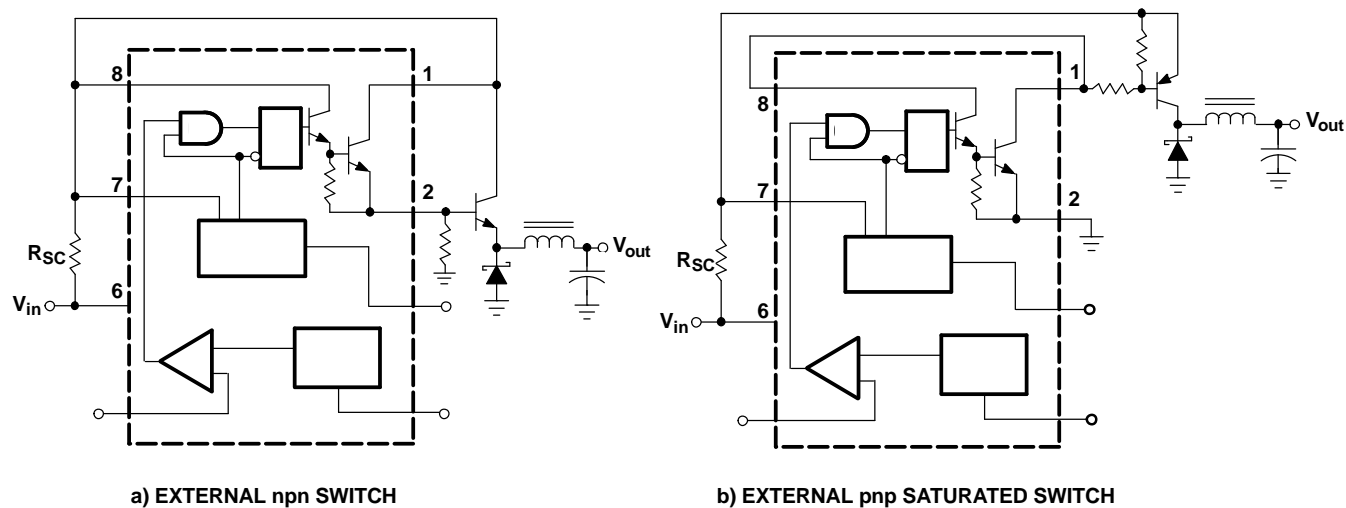 8
1
7
2
RSC
Vout
Vin
6
a) EXTERNAL npn SWITCH
1
8
Vout
7
2
RSC
Vin
6
b) EXTERNAL pnp SATURATED SWITCH